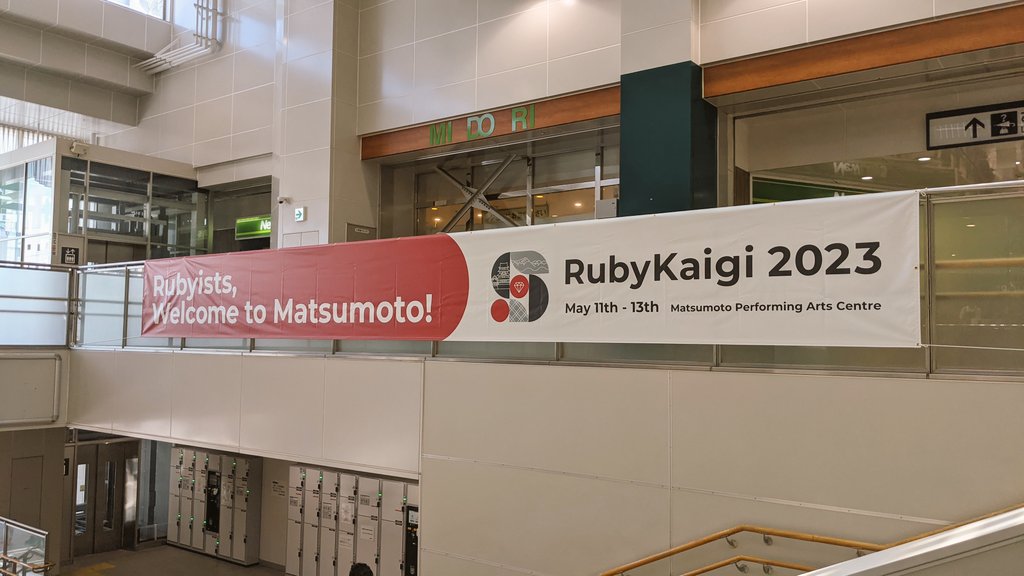 MIDORI
Rubyists,
Welcome to Matsumoto!
RubyKaigi 2023
May 11th - 13th Matsumoto Performing Arts Centre